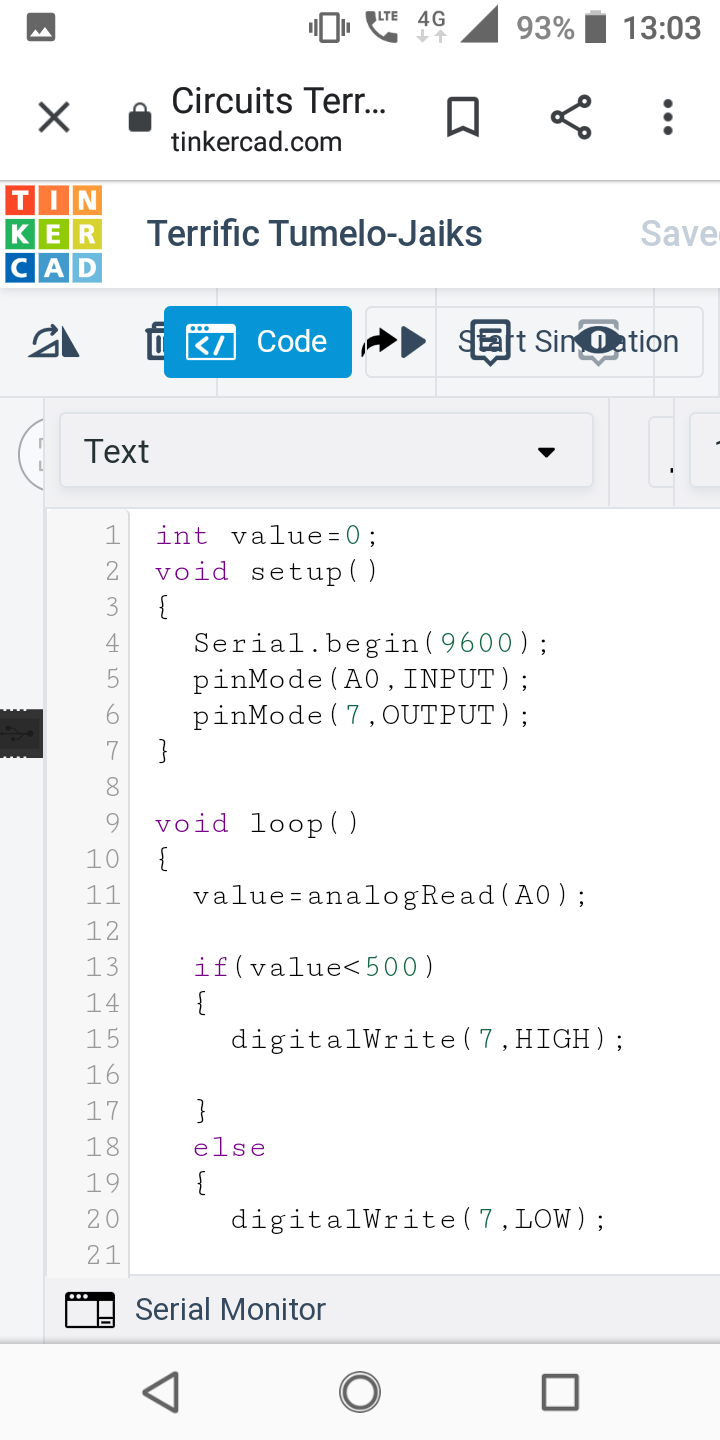 LTE 4G 93% 13:03
Circuits Terr...
tinkercad.com
TIN
KER
CAD
Terrific Tumelo-Jaiks
Save
Code
Start Simulation
Text
1 int value=0;
2 void setup()
3 {
4 Serial.begin(9600);
5 pinMode(A0,INPUT);
6 pinMode(7,OUTPUT);
7 }
8
9 void loop()
10 {
11 value=analogRead(A0);
12
13 if(value<500)
14 {
15 digitalWrite(7,HIGH);
16
17 }
18 else
19 {
20 digitalWrite(7,LOW);
21
Serial Monitor